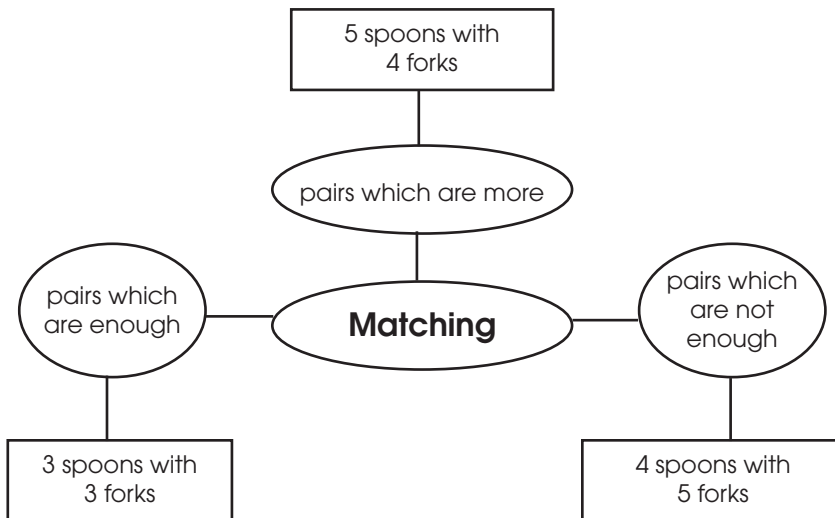 5 spoons with
4 forks
pairs which are more
pairs which
are enough
Matching
pairs which
are not
enough
3 spoons with
3 forks
4 spoons with
5 forks